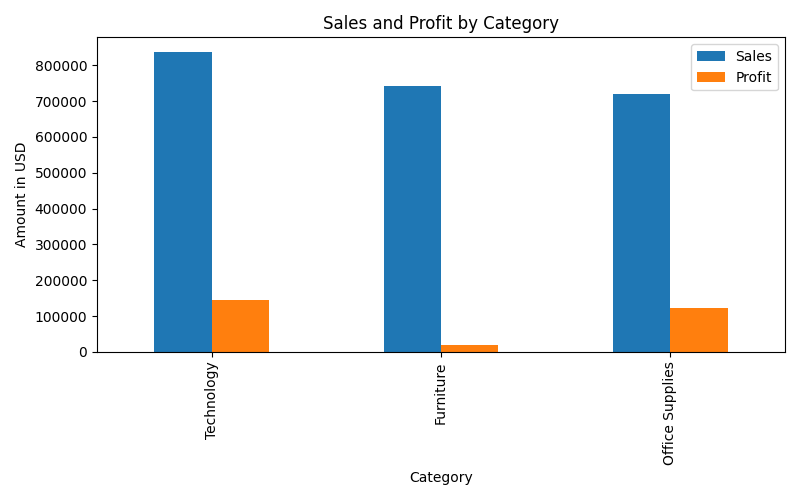 Sales and Profit by Category
Sales
Profit
Amount in USD
800000
700000
600000
500000
400000
300000
200000
100000
0
Technology
Furniture
Office Supplies
Category